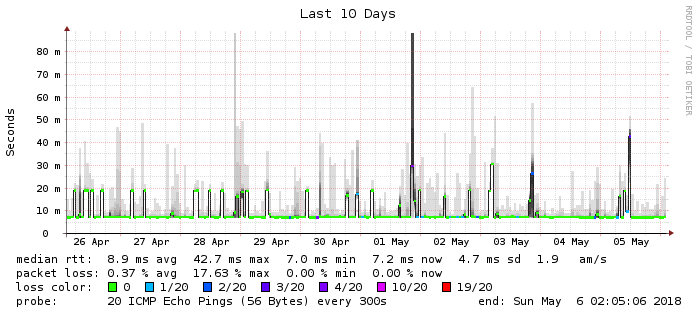 Last 10 Days
RRDTOOL / TOBI OETIKER
Seconds
80 m
70 m
60 m
50 m
40 m
30 m
20 m
10 m
0
26 Apr 27 Apr 28 Apr 29 Apr 30 Apr 01 May 02 May 03 May 04 May 05 May
median rtt: 8.9 ms avg 42.7 ms max 7.0 ms min 7.2 ms now 4.7 ms sd 1.9 am/s
packet loss: 0.37 % avg 17.63 % max 0.00 % min 0.00 % now
loss color: 0 1/20 2/20 3/20 4/20 10/20 19/20
probe: 20 ICMP Echo Pings (56 Bytes) every 300s end: Sun May 6 02:05:06 2018